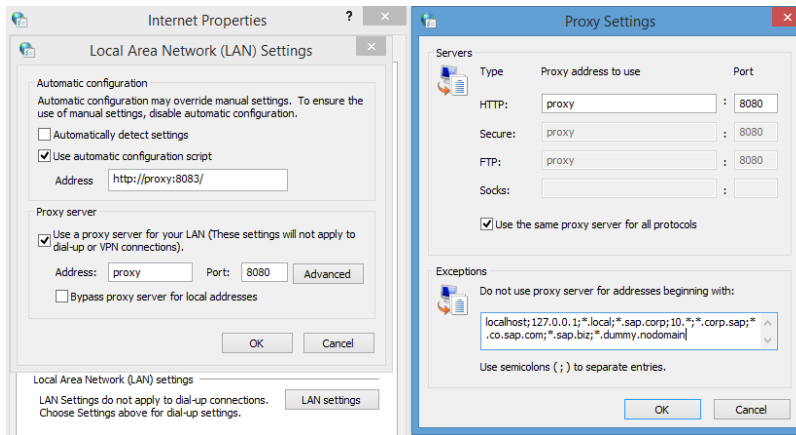 Internet Properties
?
Local Area Network (LAN) Settings
Automatic configuration
Automatic configuration may override manual settings. To ensure the
use of manual settings, disable automatic configuration.
Automatically detect settings
Use automatic configuration script
Address http://proxy:8083/
Proxy server
Use a proxy server for your LAN (These settings will not apply to
dial-up or VPN connections).
Address: proxy Port: 8080 Advanced
Bypass proxy server for local addresses
OK Cancel
Local Area Network (LAN) settings
LAN Settings do not apply to dial-up connections.
Choose Settings above for dial-up settings.
LAN settings
Proxy Settings
Servers
Type Proxy address to use Port
HTTP: proxy : 8080
Secure: proxy : 8080
FTP: proxy : 8080
Socks: :
Use the same proxy server for all protocols
Exceptions
Do not use proxy server for addresses beginning with:
localhost;127.0.0.1;*.local;*.sap.corp;10.*;*.corp.sap;*
.co.sap.com;*.sap.biz;*.dummy.nodomain
Use semicolons ( ; ) to separate entries.
OK Cancel